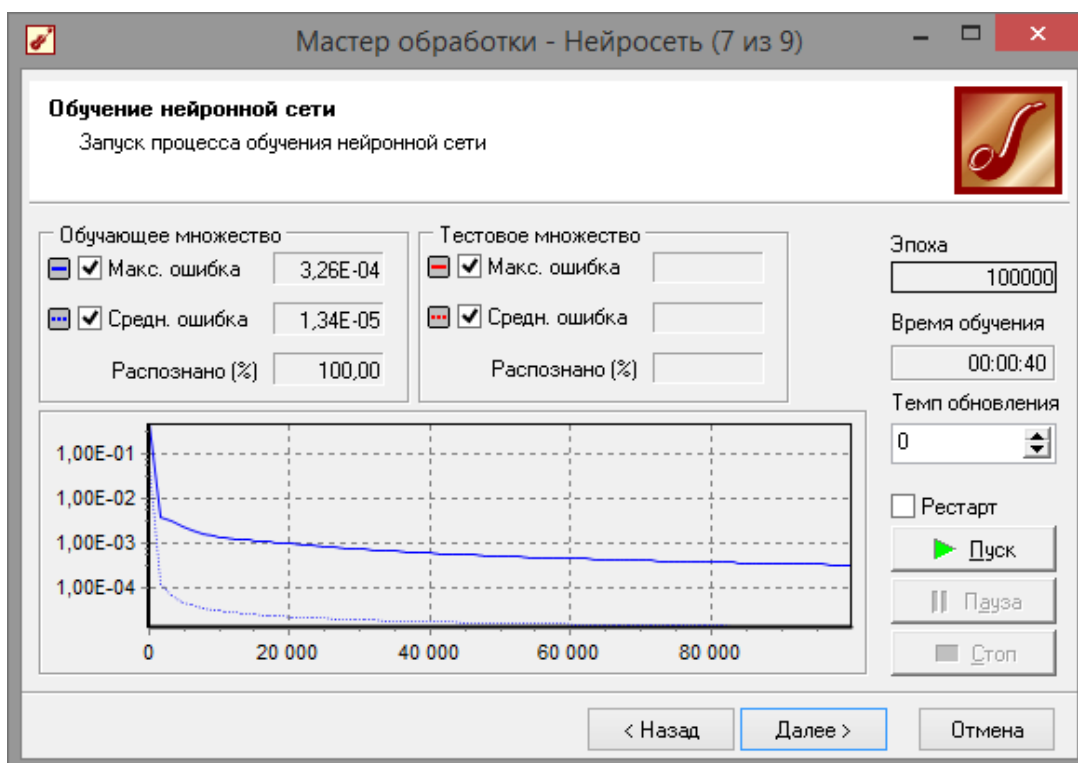 Мастер обработки - Нейросеть (7 из 9)
Обучение нейронной сети
Запуск процесса обучения нейронной сети
Обучающее множество
Макс. ошибка 3,26E-04
Средн. ошибка 1,34E-05
Распознано (%) 100,00
Тестовое множество
Макс. ошибка
Средн. ошибка
Распознано (%)
Эпоха
100000
Время обучения
00:00:40
Темп обновления
0
Рестарт
Пуск
Пауза
Стоп
1,00E-01
1,00E-02
1,00E-03
1,00E-04
0 20 000 40 000 60 000 80 000
< Назад Далее > Отмена